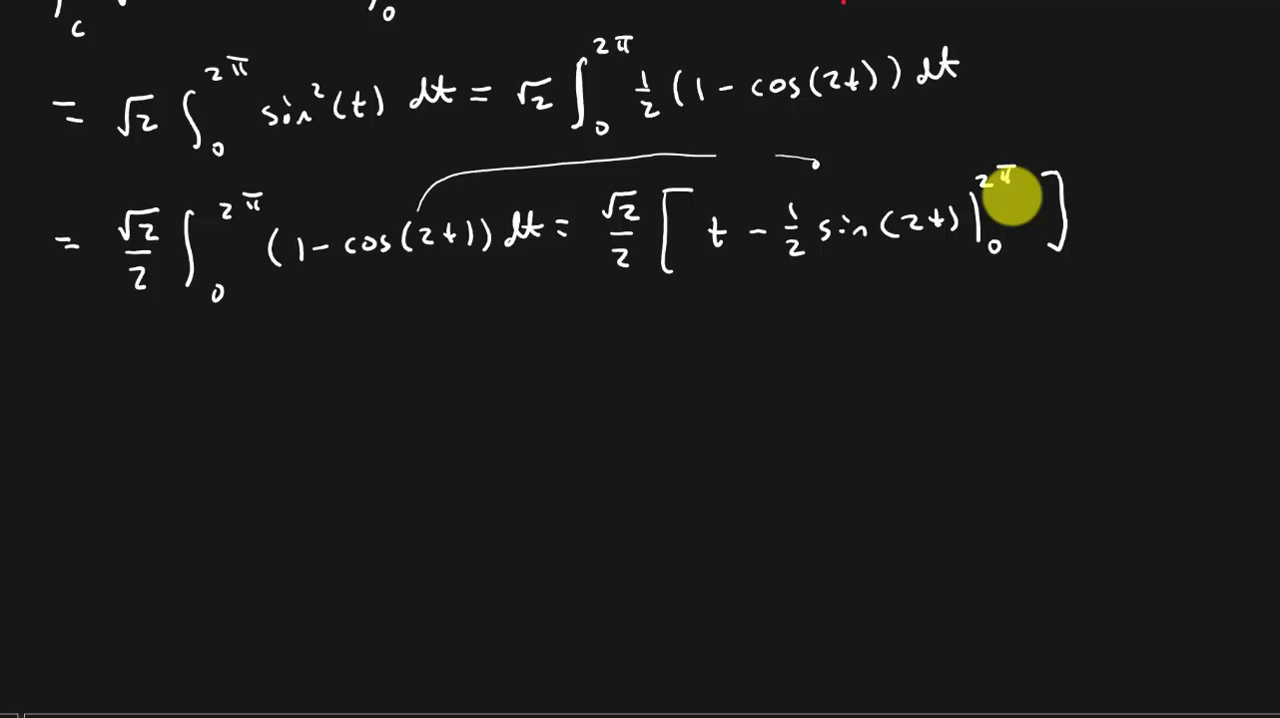 c 0
= √2 ∫₀^2π sin²(t) dt = √2 ∫₀^2π 1/2 (1 - cos(2t)) dt
= √2/2 ∫₀^2π (1 - cos(2t)) dt = √2/2 [ t - 1/2 sin(2t) |₀^2π ]